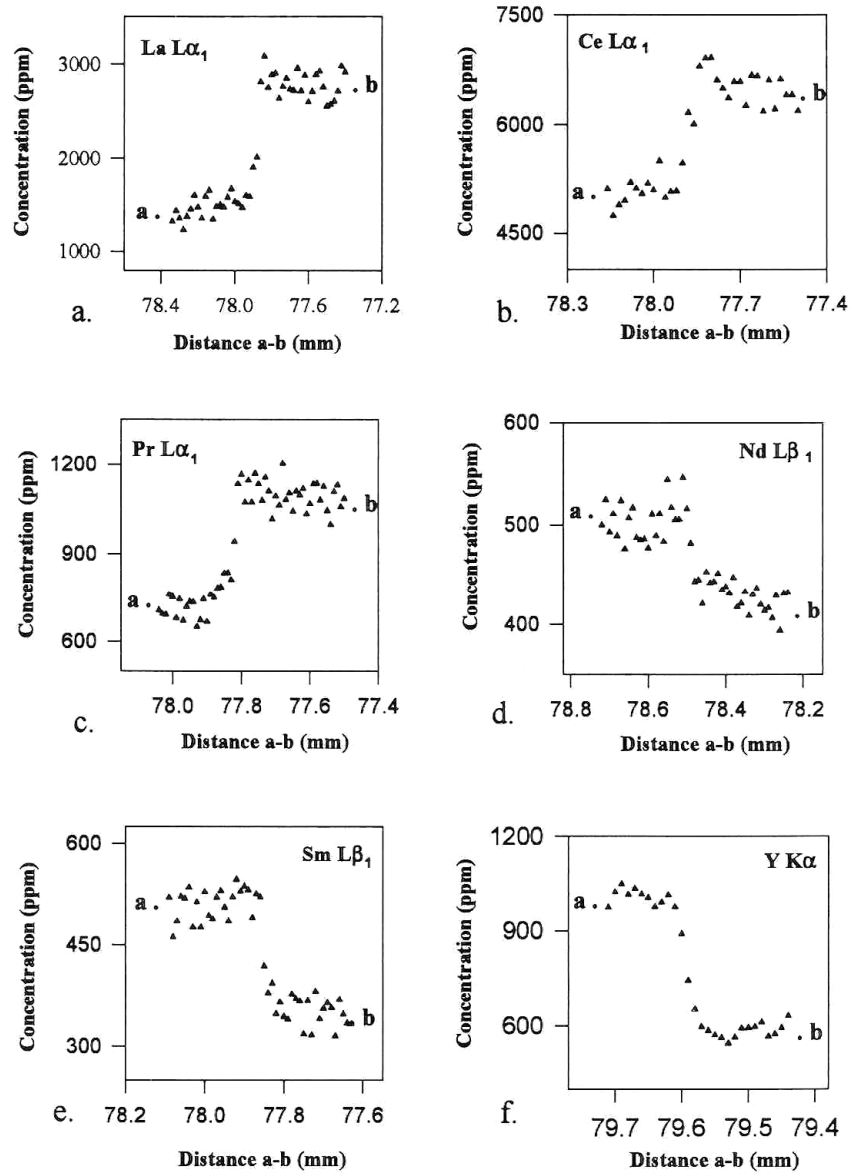 La Lα1
Concentration (ppm)
3000
2000
1000
a
b
78.4 78.0 77.6 77.2
a.
Distance a-b (mm)
Ce Lα1
Concentration (ppm)
7500
6000
4500
a
b
78.3 78.0 77.7 77.4
b.
Distance a-b (mm)
Pr Lα1
Concentration (ppm)
1200
900
600
a
b
78.0 77.8 77.6 77.4
c.
Distance a-b (mm)
Nd Lβ1
Concentration (ppm)
600
500
400
a
b
78.8 78.6 78.4 78.2
d.
Distance a-b (mm)
Sm Lβ1
Concentration (ppm)
600
450
300
a
b
78.2 78.0 77.8 77.6
e.
Distance a-b (mm)
Y Kα
Concentration (ppm)
1200
900
600
a
b
79.7 79.6 79.5 79.4
f.
Distance a-b (mm)